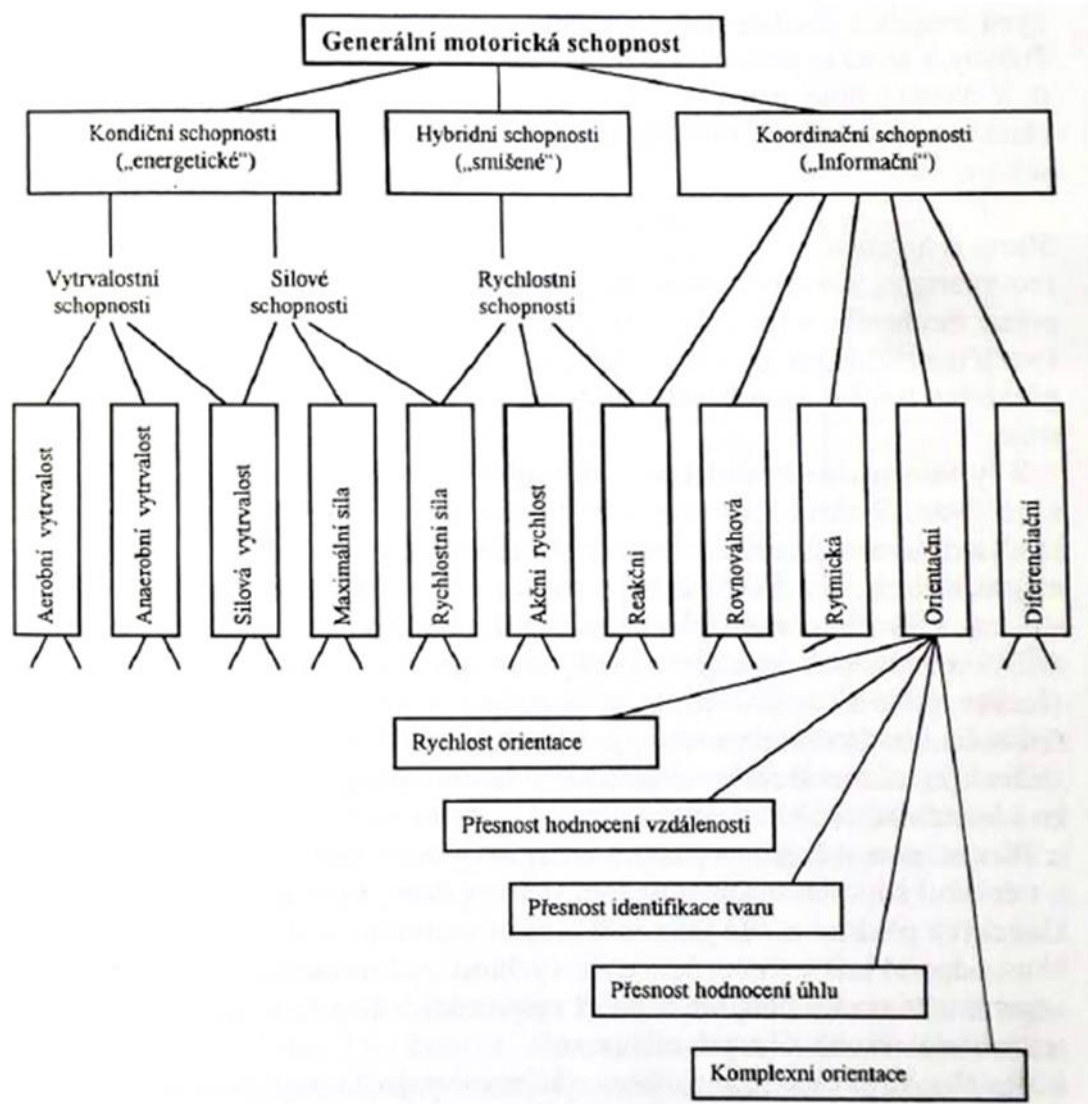 Generální motorická schopnost
Kondiční schopnosti
(„energetické“)
Hybridní schopnosti
(„smíšené“)
Koordinační schopnosti
(„Informační“)
Vytrvalostní
schopnosti
Silové
schopnosti
Rychlostní
schopnosti
Aerobní vytrvalost
Anaerobní vytrvalost
Silová vytrvalost
Maximální síla
Rychlostní síla
Akční rychlost
Reakční
Rovnováhová
Rytmická
Orientační
Diferenciační
Rychlost orientace
Přesnost hodnocení vzdálenosti
Přesnost identifikace tvaru
Přesnost hodnocení úhlu
Komplexní orientace